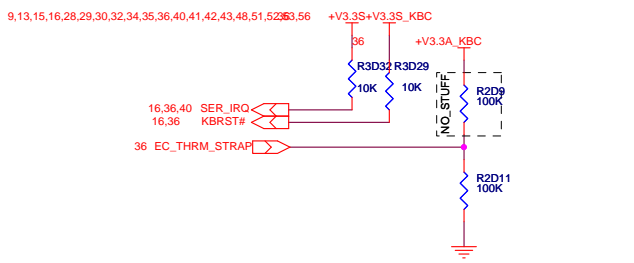 9,13,15,16,28,29,30,32,34,35,36,40,41,42,43,48,51,52,53,56 +V3.3S +V3.3S_KBC
36
36
+V3.3A_KBC
R3D32 R3D29
10K 10K
NO_STUFF
R2D9
100K
16,36,40 SER_IRQ
16,36 KBRST#
36 EC_THRM_STRAP
R2D11
100K